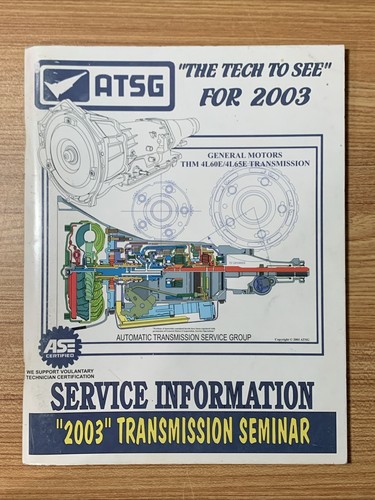 ATSG
"THE TECH TO SEE"
FOR 2003
GENERAL MOTORS
THM 4L60E/4L65E TRANSMISSION
AUTOMATIC TRANSMISSION SERVICE GROUP
ASE
CERTIFIED
WE SUPPORT VOULANTARY
TECHNICIAN CERTIFICATION
SERVICE INFORMATION
"2003" TRANSMISSION SEMINAR